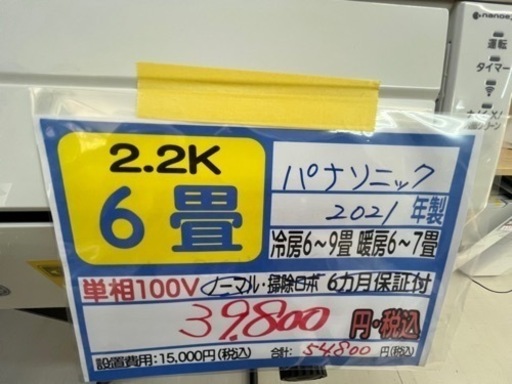 nanoe X
運転
タイマー
2.2K
6畳
パナソニック
2021 年製
冷房6～9畳 暖房6～7畳
単相100V ノーマル・掃除ロボ 6カ月保証付
39.800 円・税込
設置費用:15,000円(税込) 合計: 54800 円(税込)